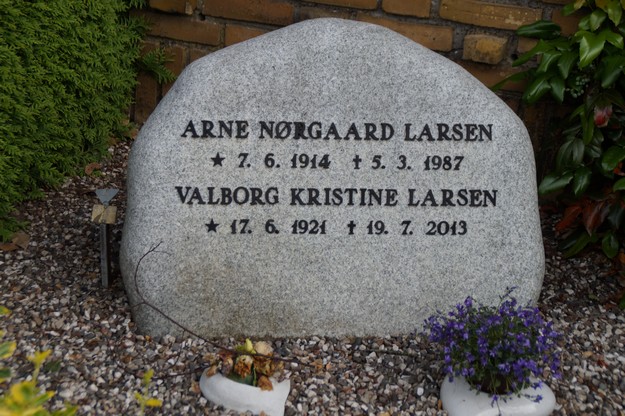 ARNE NØRGAARD LARSEN
★ 7. 6. 1914 ✝ 5. 3. 1987
VALBORG KRISTINE LARSEN
★ 17. 6. 1921 ✝ 19. 7. 2013